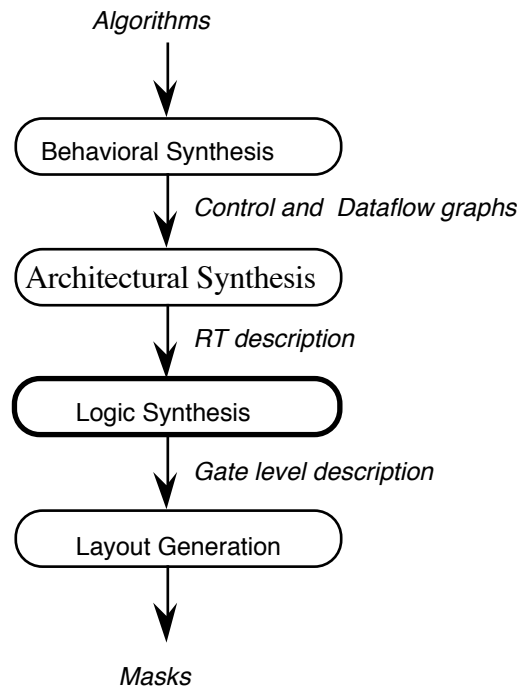 Algorithms
Behavioral Synthesis
Control and Dataflow graphs
Architectural Synthesis
RT description
Logic Synthesis
Gate level description
Layout Generation
Masks